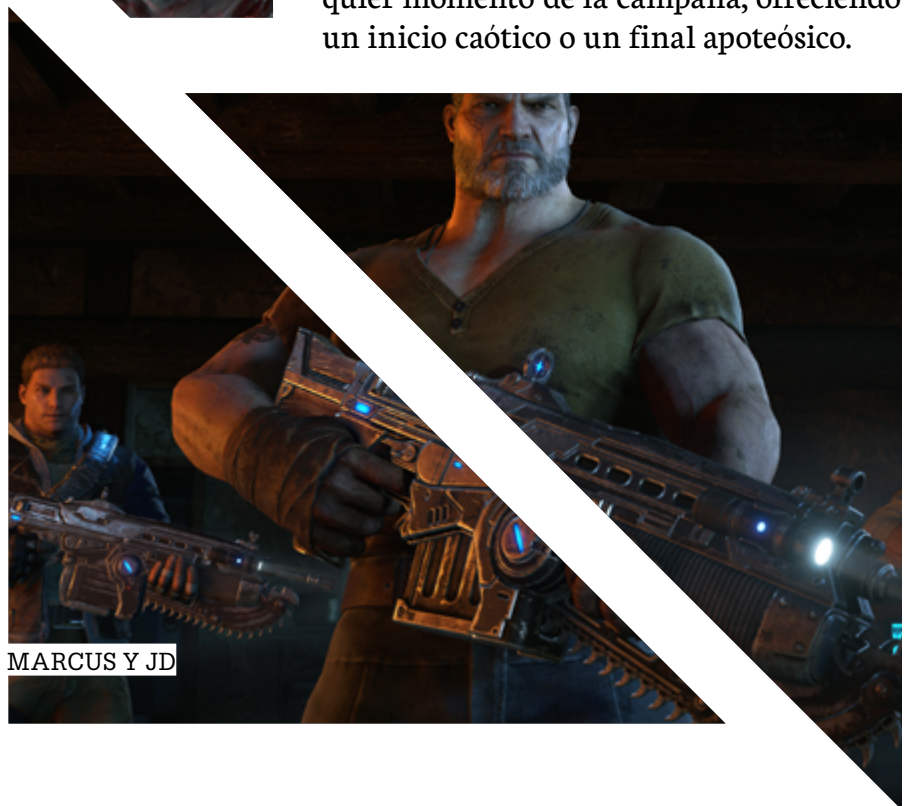 quier momento de la campaña, ofreciendo
un inicio caótico o un final apoteósico.
MARCUS Y JD